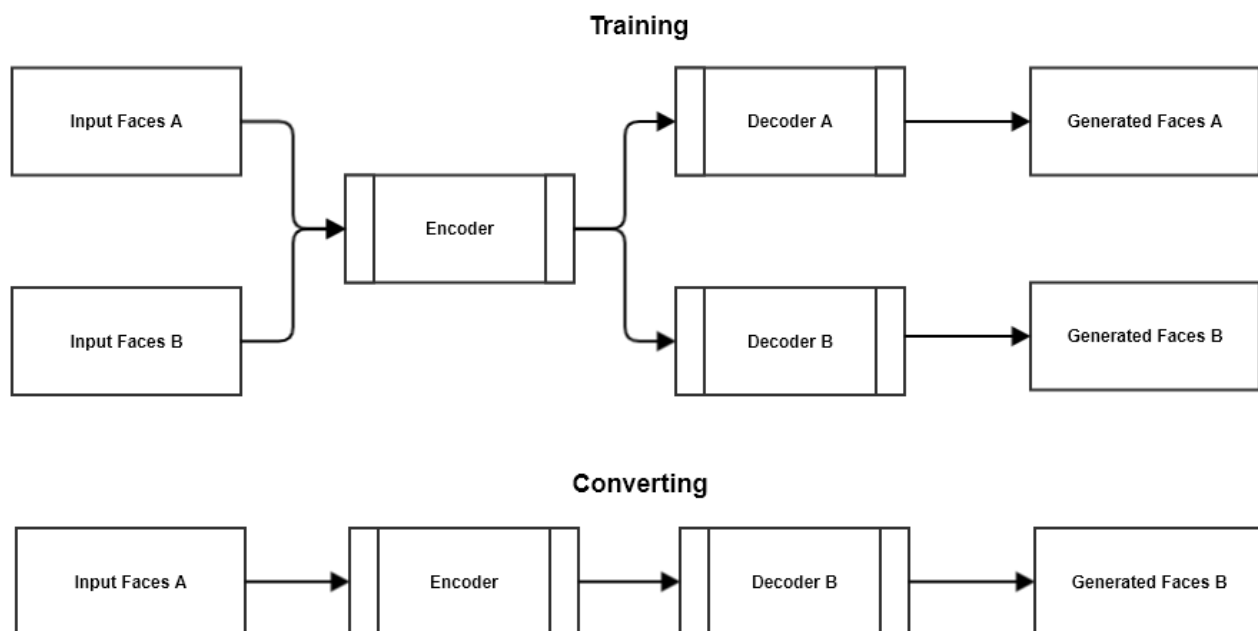 Training
Input Faces A
Decoder A
Generated Faces A
Encoder
Input Faces B
Decoder B
Generated Faces B
Converting
Input Faces A
Encoder
Decoder B
Generated Faces B